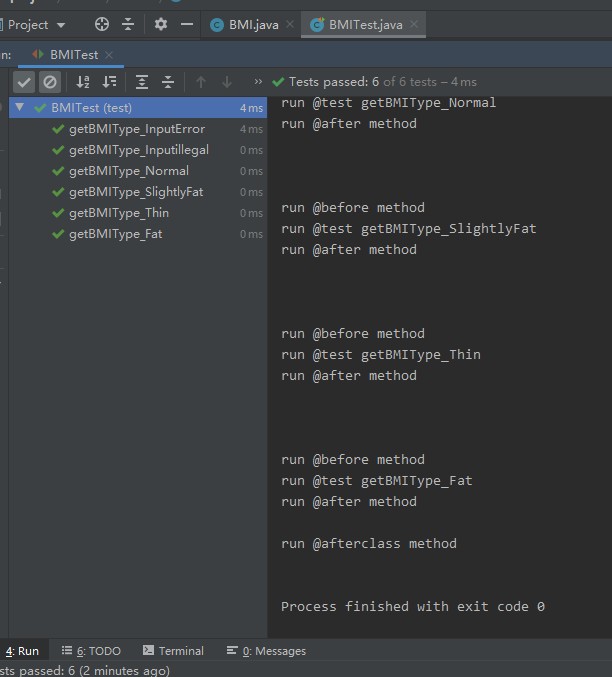 Project
BMI.java
BMITest.java
n:
BMITest
Tests passed: 6 of 6 tests – 4 ms
BMITest (test) 4 ms
getBMIType_InputError 4 ms
getBMIType_Inputillegal 0 ms
getBMIType_Normal 0 ms
getBMIType_SlightlyFat 0 ms
getBMIType_Thin 0 ms
getBMIType_Fat 0 ms
run @test getBMIType_Normal
run @after method
run @before method
run @test getBMIType_SlightlyFat
run @after method
run @before method
run @test getBMIType_Thin
run @after method
run @before method
run @test getBMIType_Fat
run @after method
run @afterclass method
Process finished with exit code 0
4: Run
6: TODO
Terminal
0: Messages
sts passed: 6 (2 minutes ago)